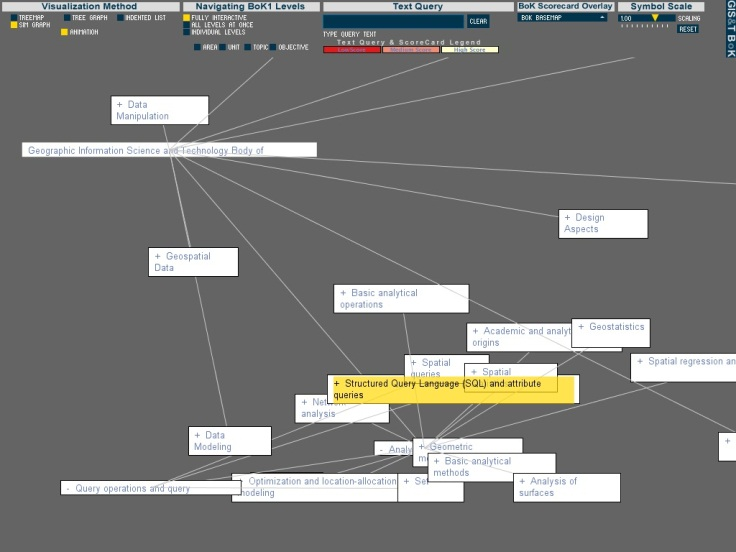 Visualization Method
Navigating BoK1 Levels
Text Query
BoK Scorecard Overlay
Symbol Scale
TREEMAP
TREE GRAPH
INDENTED LIST
SIM GRAPH
ANIMATION
FULLY INTERACTIVE
ALL LEVELS AT ONCE
INDIVIDUAL LEVELS
AREA
UNIT
TOPIC
OBJECTIVE
CLEAR
TYPE QUERY TEXT
Text Query & ScoreCard Legend
Medium Score
High Score
BOK BASEMAP
1.00
SCALING
RESET
GIS&T BoK
+ Data
Manipulation
Geographic Information Science and Technology Body of
+ Design
Aspects
+ Geospatial
Data
+ Basic analytical
operations
+ Academic and analyt
origins
+ Geostatistics
+ Spatial
queries
+ Spatial
+ Spatial regression an
+ Structured Query Language (SQL) and attribute
queries
+ Network
analysis
+ Data
Modeling
- Analy
+ Geometric
+ Basic analytical
methods
+
- Query operations and query
Optimization and location-allocation
modeling
+ Analysis of
surfaces